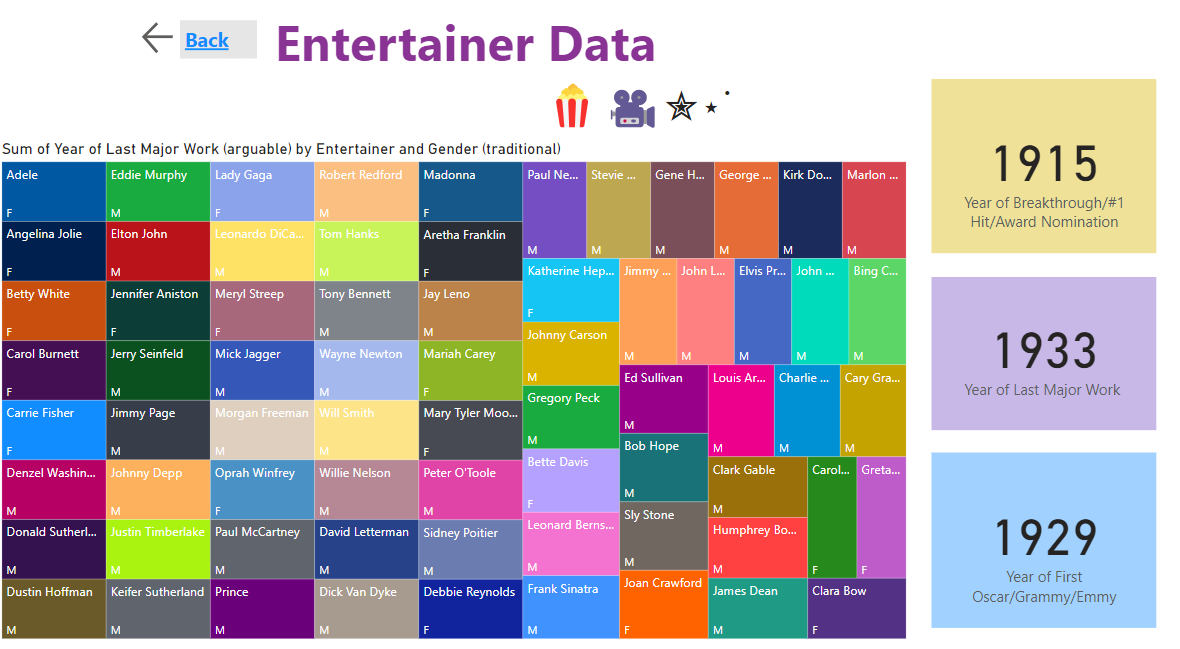 Back
Entertainer Data
Sum of Year of Last Major Work (arguable) by Entertainer and Gender (traditional)
Adele
F
Eddie Murphy
M
Lady Gaga
F
Robert Redford
M
Madonna
F
Paul Ne...
M
Stevie ...
M
Gene H...
M
George ...
M
Kirk Do...
M
Marlon ...
M
Angelina Jolie
F
Elton John
M
Leonardo DiCa...
M
Tom Hanks
M
Aretha Franklin
F
Katherine Hep...
F
Jimmy ...
M
John L...
M
Elvis Pr...
M
John ...
M
Bing C...
M
Betty White
F
Jennifer Aniston
F
Meryl Streep
F
Tony Bennett
M
Jay Leno
M
Johnny Carson
M
Carol Burnett
F
Jerry Seinfeld
M
Mick Jagger
M
Wayne Newton
M
Mariah Carey
F
Gregory Peck
M
Ed Sullivan
M
Louis Ar...
M
Charlie ...
M
Cary Gra...
M
Carrie Fisher
F
Jimmy Page
M
Morgan Freeman
M
Will Smith
M
Mary Tyler Moo...
F
Bette Davis
F
Bob Hope
M
Clark Gable
M
Carol...
F
Greta...
F
Denzel Washin...
M
Johnny Depp
M
Oprah Winfrey
F
Willie Nelson
M
Peter O'Toole
M
Leonard Berns...
M
Sly Stone
M
Humphrey Bo...
M
Donald Sutherl...
M
Justin Timberlake
M
Paul McCartney
M
David Letterman
M
Sidney Poitier
M
Frank Sinatra
M
Joan Crawford
F
James Dean
M
Clara Bow
F
Dustin Hoffman
M
Keifer Sutherland
M
Prince
M
Dick Van Dyke
M
Debbie Reynolds
F
1915
Year of Breakthrough/#1
Hit/Award Nomination
1933
Year of Last Major Work
1929
Year of First
Oscar/Grammy/Emmy